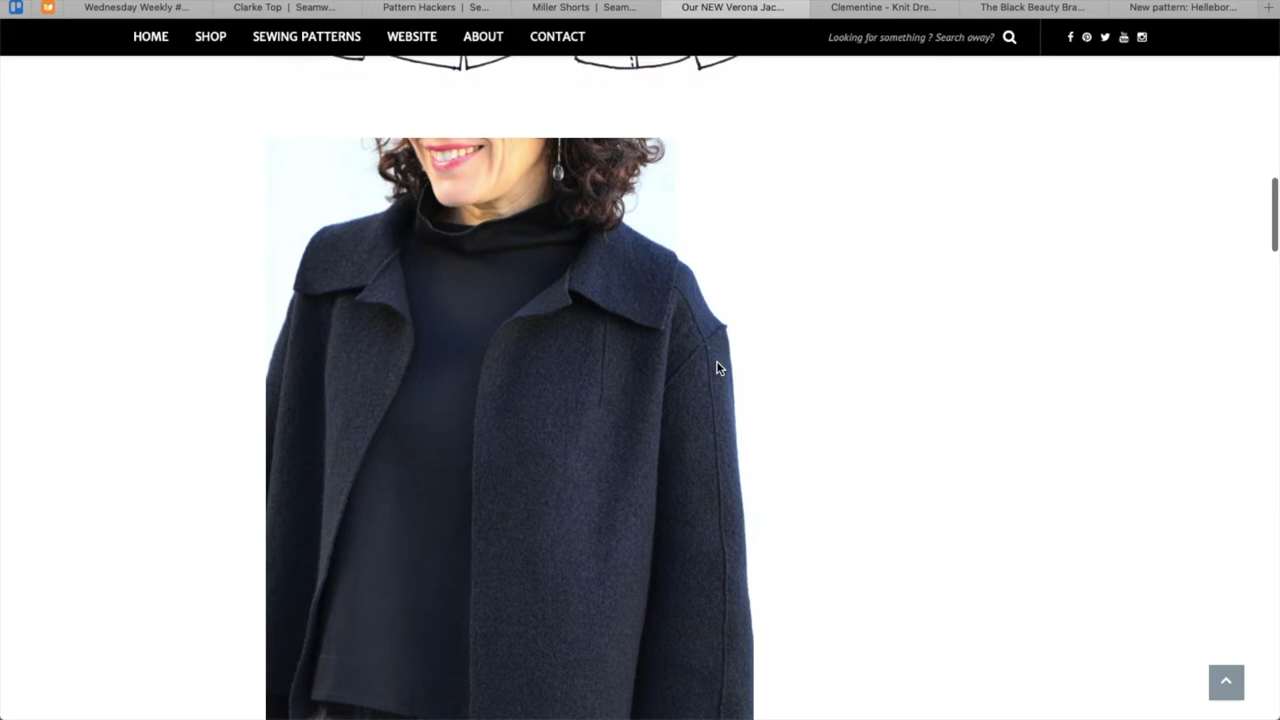 Wednesday Weekly #...
Clarke Top | Seamw...
Pattern Hackers | Se...
Miller Shorts | Seam...
Our NEW Verona Jac...
Clementine - Knit Dre...
The Black Beauty Bra...
New pattern: Hellebor...
HOME
SHOP
SEWING PATTERNS
WEBSITE
ABOUT
CONTACT
Looking for something ? Search away?